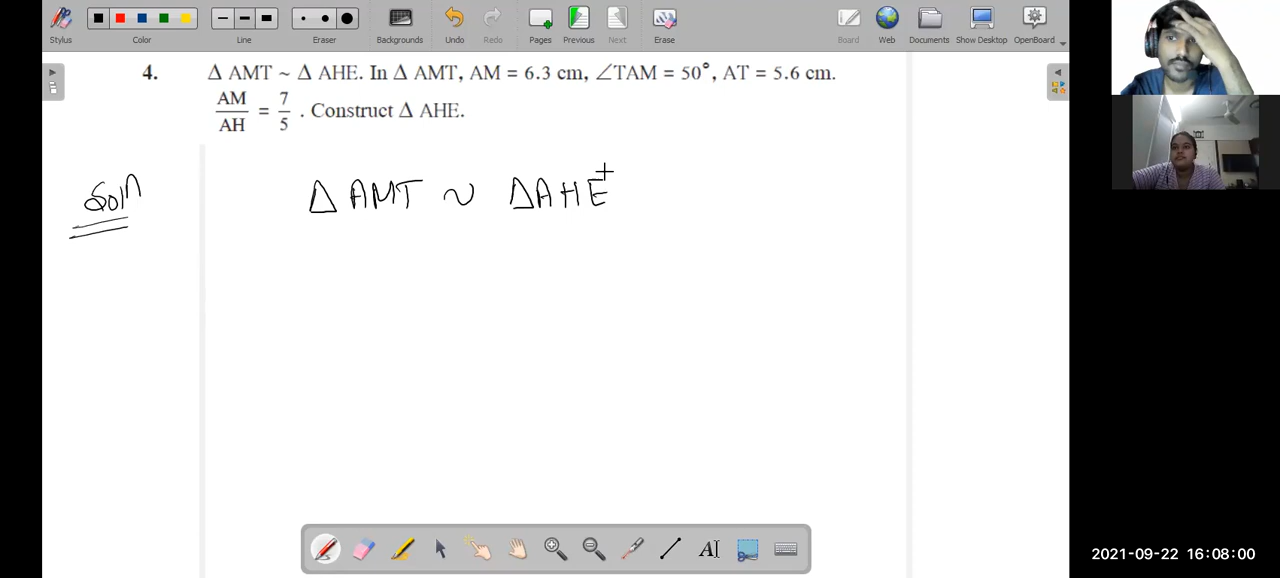 Stylus Color Line Eraser Backgrounds Undo Redo Pages Previous Next Erase Board Web Documents Show Desktop OpenBoard
4. Δ AMT ~ Δ AHE. In Δ AMT, AM = 6.3 cm, ∠TAM = 50°, AT = 5.6 cm.
AM/AH = 7/5 . Construct Δ AHE.
Soln Δ AMT ~ Δ AHE
2021-09-22 16:08:00